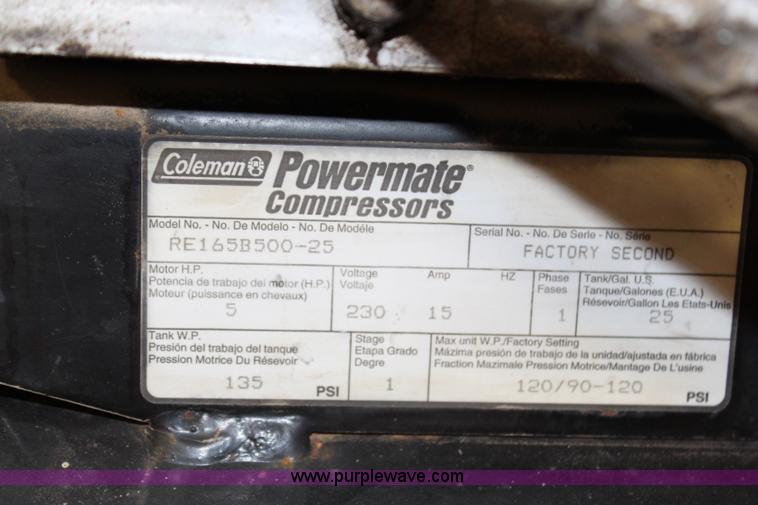 Coleman Powermate®
Compressors
Model No. - No. De Modelo - No. De Modéle
RE165B500-25
Serial No. - No. De Serie - No. Série
FACTORY SECOND
Motor H.P.
Potencia de trabajo del motor (H.P.)
Moteur (puissance en chevaux)
5
Voltage
Voltaje
230
Amp
15
HZ
Phase
Fases
1
Tank/Gal. U.S.
Tanque/Galones (E.U.A.)
Résevoir/Gallon Les Etats-Unis
25
Tank W.P.
Presión del trabajo del tanque
Pression Motrice Du Résevoir
135 PSI
Stage
Etapa Grado
Degre
1
Max unit W.P./Factory Setting
Mázima presión de trabajo de la unidad/ajustada en fábrica
Fraction Mazimale Pression Motrice/Mantage De L'usine
120/90-120 PSI
www.purplewave.com